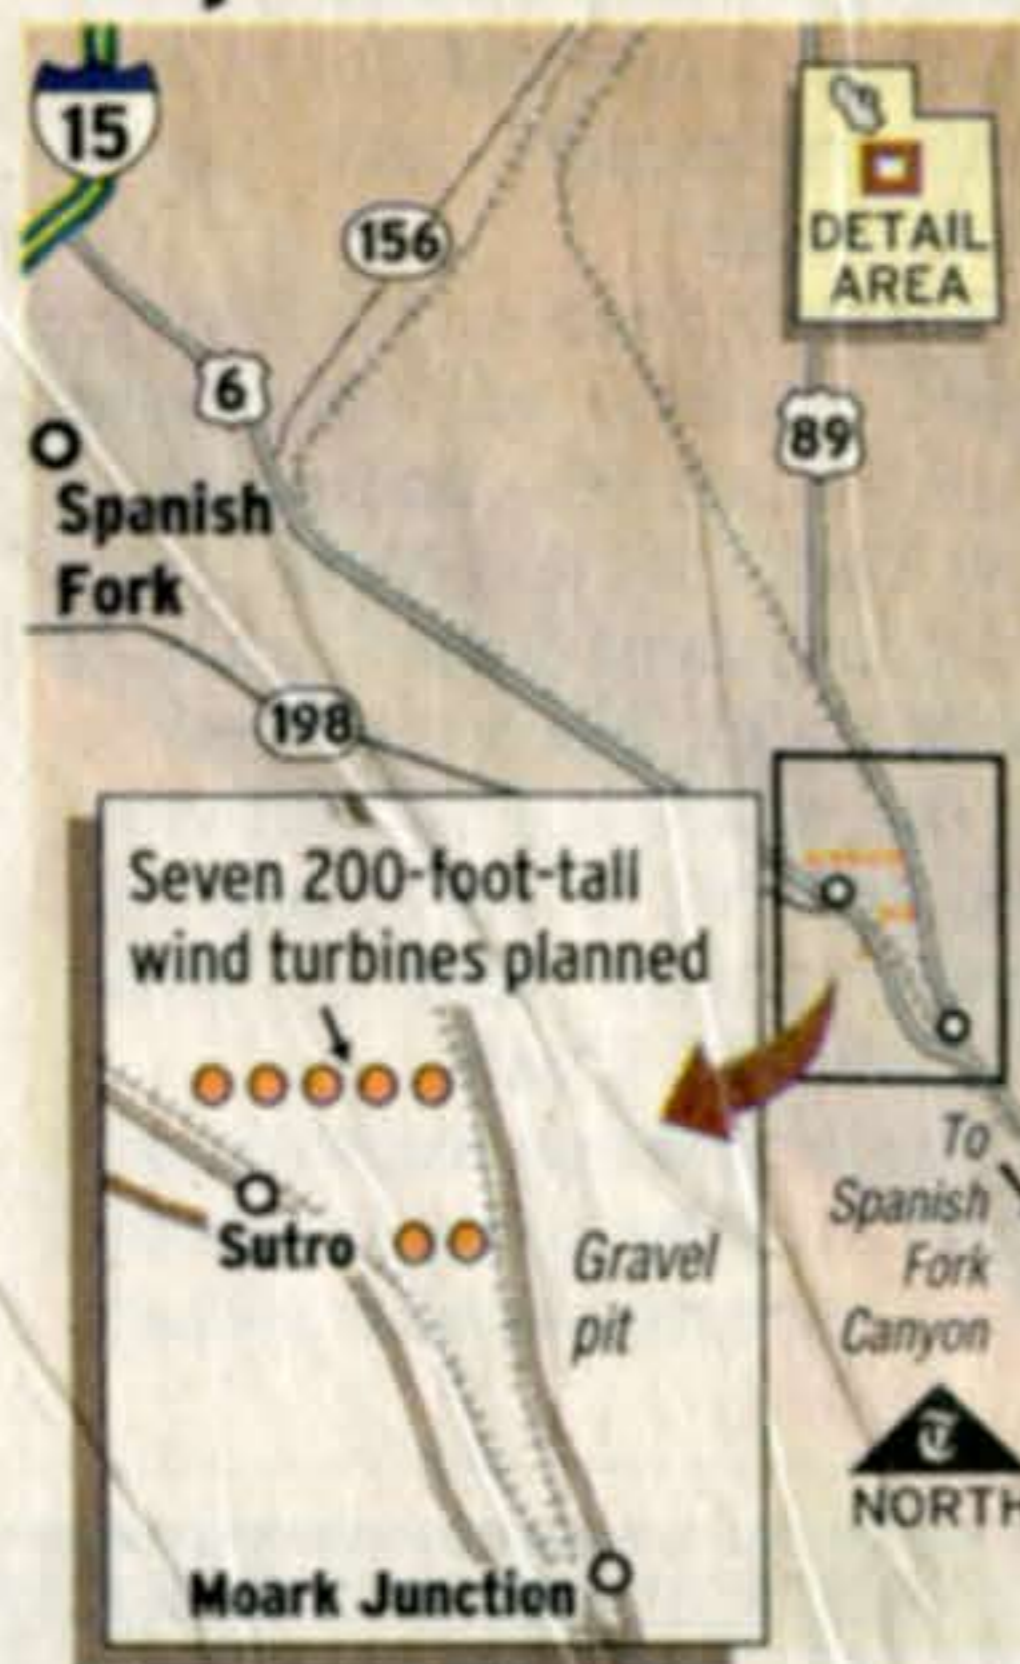 15
156
DETAIL
AREA
6
89
Spanish
Fork
198
Seven 200-foot-tall
wind turbines planned
Sutro
Gravel
pit
Moark Junction
To
Spanish
Fork
Canyon
T
NORTH